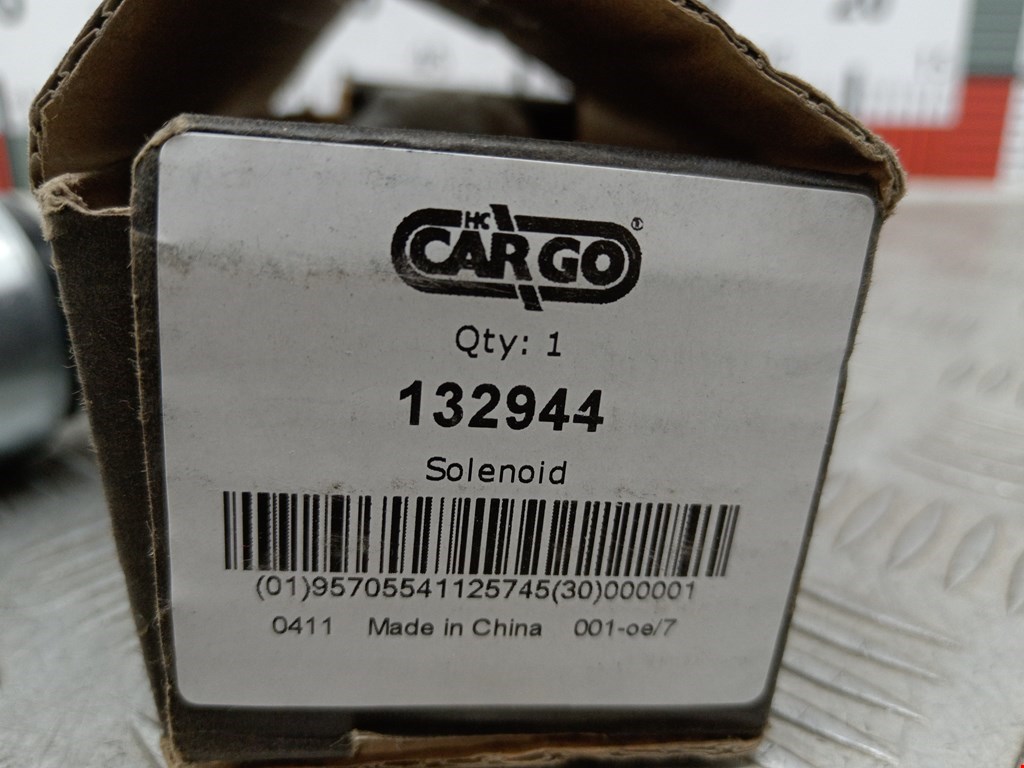 HC
CARGO®
Qty: 1
132944
Solenoid
(01)95705541125745(30)000001
0411 Made in China 001-oe/7